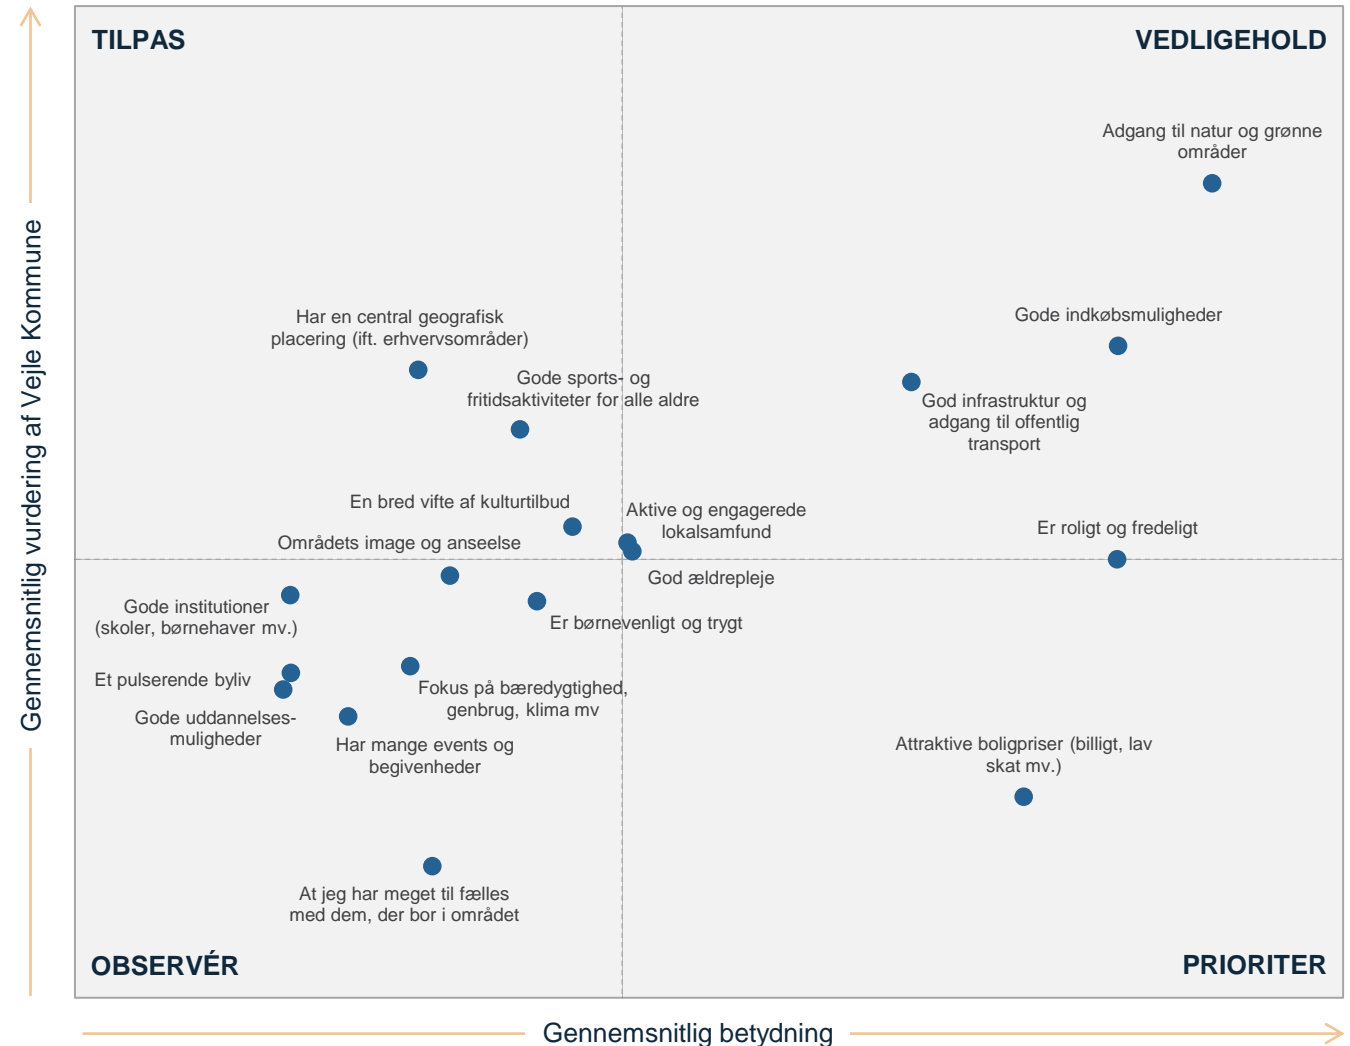 TILPAS
VEDLIGEHOLD
Adgang til natur og grønne
områder
Har en central geografisk
placering (ift. erhvervsområder)
Gode indkøbsmuligheder
Gode sports- og
fritidsaktiviteter for alle aldre
God infrastruktur og
adgang til offentlig
transport
En bred vifte af kulturtilbud
Aktive og engagerede
lokalsamfund
Er roligt og fredeligt
Områdets image og anseelse
God ældrepleje
Gode institutioner
(skoler, børnehaver mv.)
Er børnevenligt og trygt
Et pulserende byliv
Fokus på bæredygtighed,
genbrug, klima mv
Gode uddannelses-
muligheder
Har mange events og
begivenheder
Attraktive boligpriser (billigt, lav
skat mv.)
At jeg har meget til fælles
med dem, der bor i området
OBSERVÉR
PRIORITER
Gennemsnitlig vurdering af Vejle Kommune
Gennemsnitlig betydning